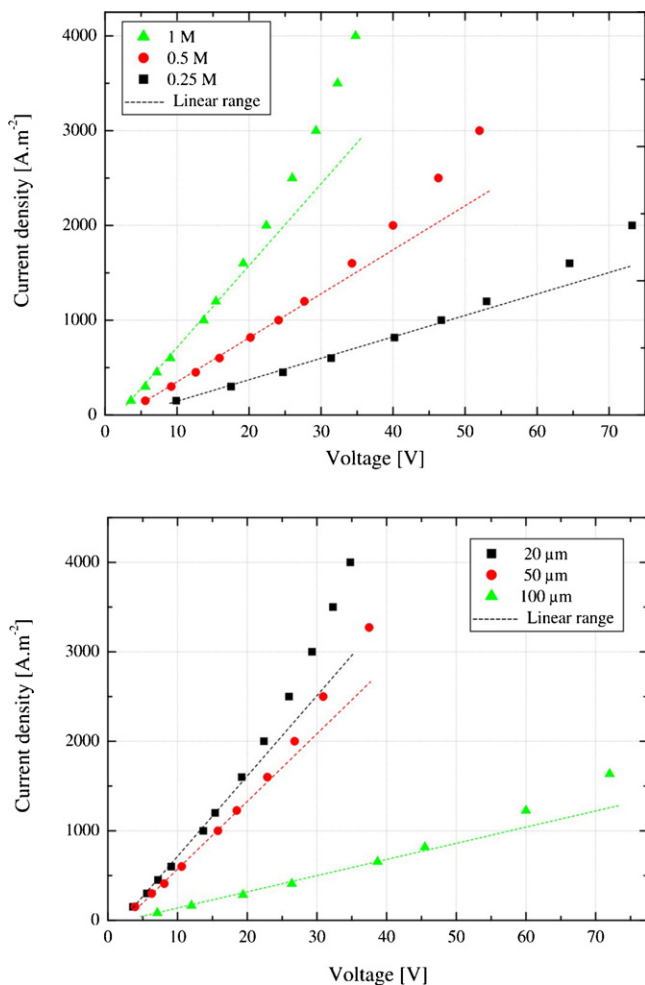 4000
3000
2000
1000
0
Current density [A.m⁻²]
1 M
0.5 M
0.25 M
Linear range
0 10 20 30 40 50 60 70
Voltage [V]
4000
3000
2000
1000
0
Current density [A.m⁻²]
20 µm
50 µm
100 µm
Linear range
0 10 20 30 40 50 60 70
Voltage [V]